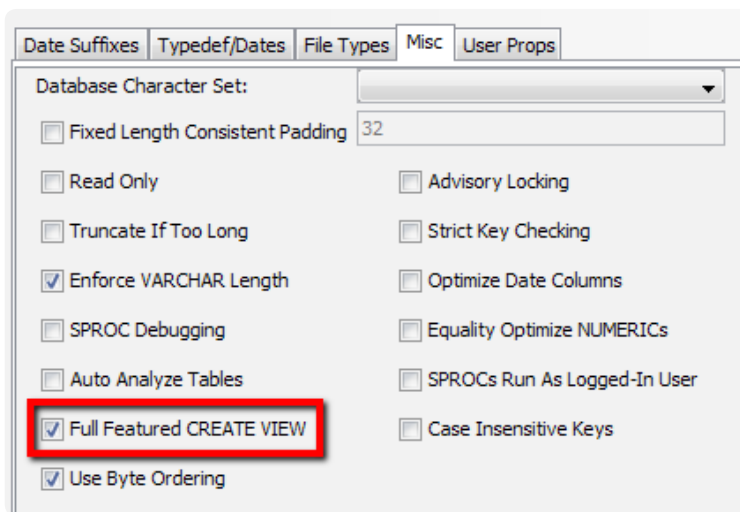 Date Suffixes Typedef/Dates File Types Misc User Props
Database Character Set:
Fixed Length Consistent Padding 32
Read Only Advisory Locking
Truncate If Too Long Strict Key Checking
Enforce VARCHAR Length Optimize Date Columns
SPROC Debugging Equality Optimize NUMERICs
Auto Analyze Tables SPROCs Run As Logged-In User
Full Featured CREATE VIEW Case Insensitive Keys
Use Byte Ordering